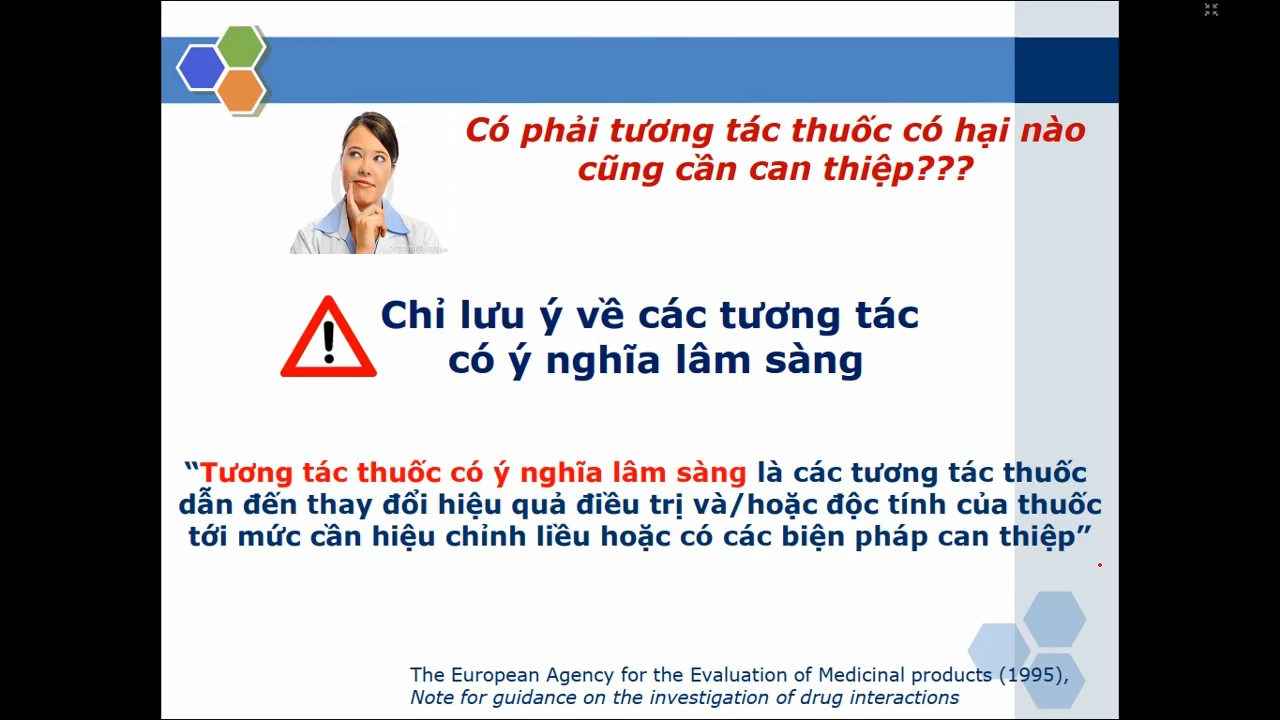 Có phải tương tác thuốc có hại nào
cũng cần can thiệp???
Chỉ lưu ý về các tương tác
có ý nghĩa lâm sàng
“Tương tác thuốc có ý nghĩa lâm sàng là các tương tác thuốc
dẫn đến thay đổi hiệu quả điều trị và/hoặc độc tính của thuốc
tới mức cần hiệu chỉnh liều hoặc có các biện pháp can thiệp”
The European Agency for the Evaluation of Medicinal products (1995),
Note for guidance on the investigation of drug interactions